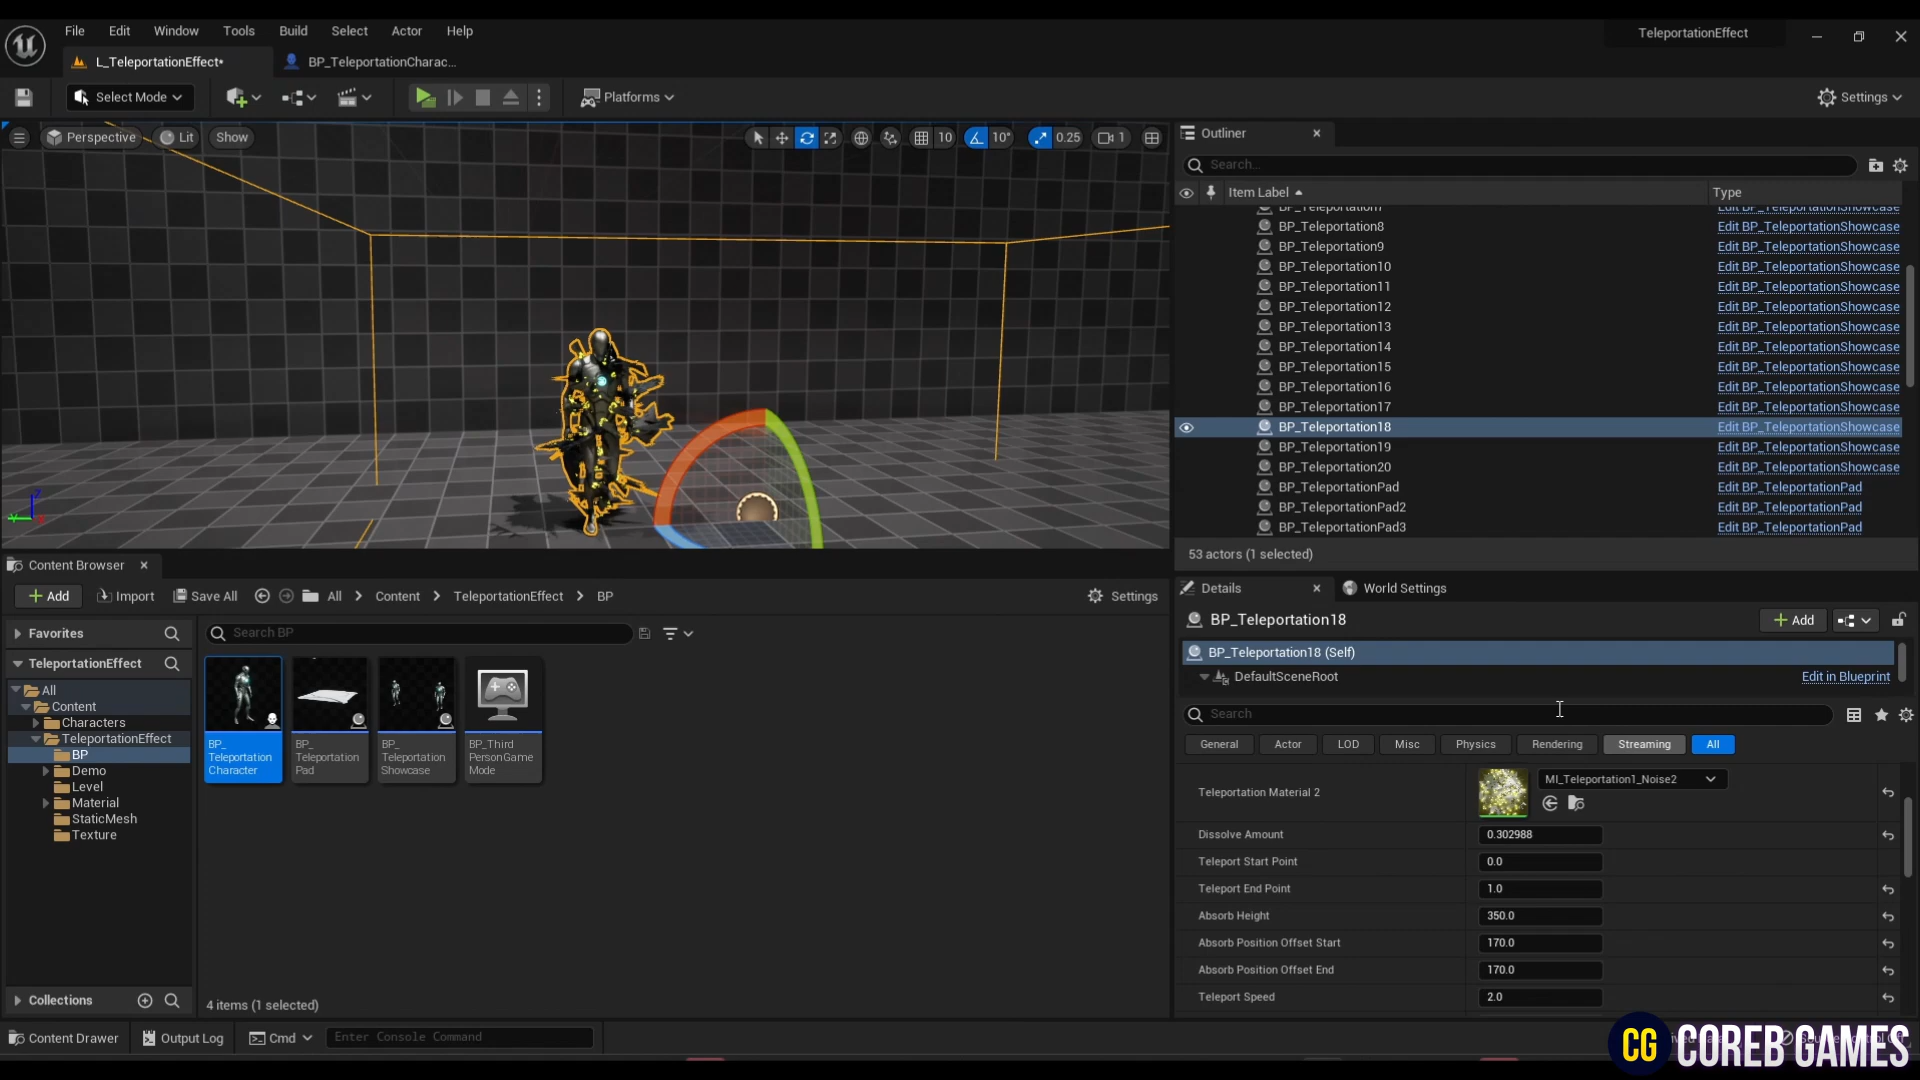 File Edit Window Tools Build Select Actor Help
TeleportationEffect
L_TeleportationEffect*
BP_TeleportationCharac...
Select Mode
Platforms
Settings
Perspective
Lit
Show
10
10°
0.25
1
Outliner
Search...
Item Label
Type
BP_Teleportation7 Edit BP_TeleportationShowcase
BP_Teleportation8 Edit BP_TeleportationShowcase
BP_Teleportation9 Edit BP_TeleportationShowcase
BP_Teleportation10 Edit BP_TeleportationShowcase
BP_Teleportation11 Edit BP_TeleportationShowcase
BP_Teleportation12 Edit BP_TeleportationShowcase
BP_Teleportation13 Edit BP_TeleportationShowcase
BP_Teleportation14 Edit BP_TeleportationShowcase
BP_Teleportation15 Edit BP_TeleportationShowcase
BP_Teleportation16 Edit BP_TeleportationShowcase
BP_Teleportation17 Edit BP_TeleportationShowcase
BP_Teleportation18 Edit BP_TeleportationShowcase
BP_Teleportation19 Edit BP_TeleportationShowcase
BP_Teleportation20 Edit BP_TeleportationShowcase
BP_TeleportationPad Edit BP_TeleportationPad
BP_TeleportationPad2 Edit BP_TeleportationPad
BP_TeleportationPad3 Edit BP_TeleportationPad
53 actors (1 selected)
Content Browser
Add
Import
Save All
All > Content > TeleportationEffect > BP
Settings
Favorites
TeleportationEffect
All
Content
Characters
TeleportationEffect
BP
Demo
Level
Material
StaticMesh
Texture
Collections
Search BP
BP_
Teleportation
Character
BP_
Teleportation
Pad
BP_
Teleportation
Showcase
BP_Third
PersonGame
Mode
4 items (1 selected)
Details
World Settings
BP_Teleportation18
Add
BP_Teleportation18 (Self)
DefaultSceneRoot
Edit in Blueprint
Search
General
Actor
LOD
Misc
Physics
Rendering
Streaming
All
Teleportation Material 2
MI_Teleportation1_Noise2
Dissolve Amount 0.302988
Teleport Start Point 0.0
Teleport End Point 1.0
Absorb Height 350.0
Absorb Position Offset Start 170.0
Absorb Position Offset End 170.0
Teleport Speed 2.0
Content Drawer
Output Log
Cmd
Enter Console Command
CG COREB GAMES